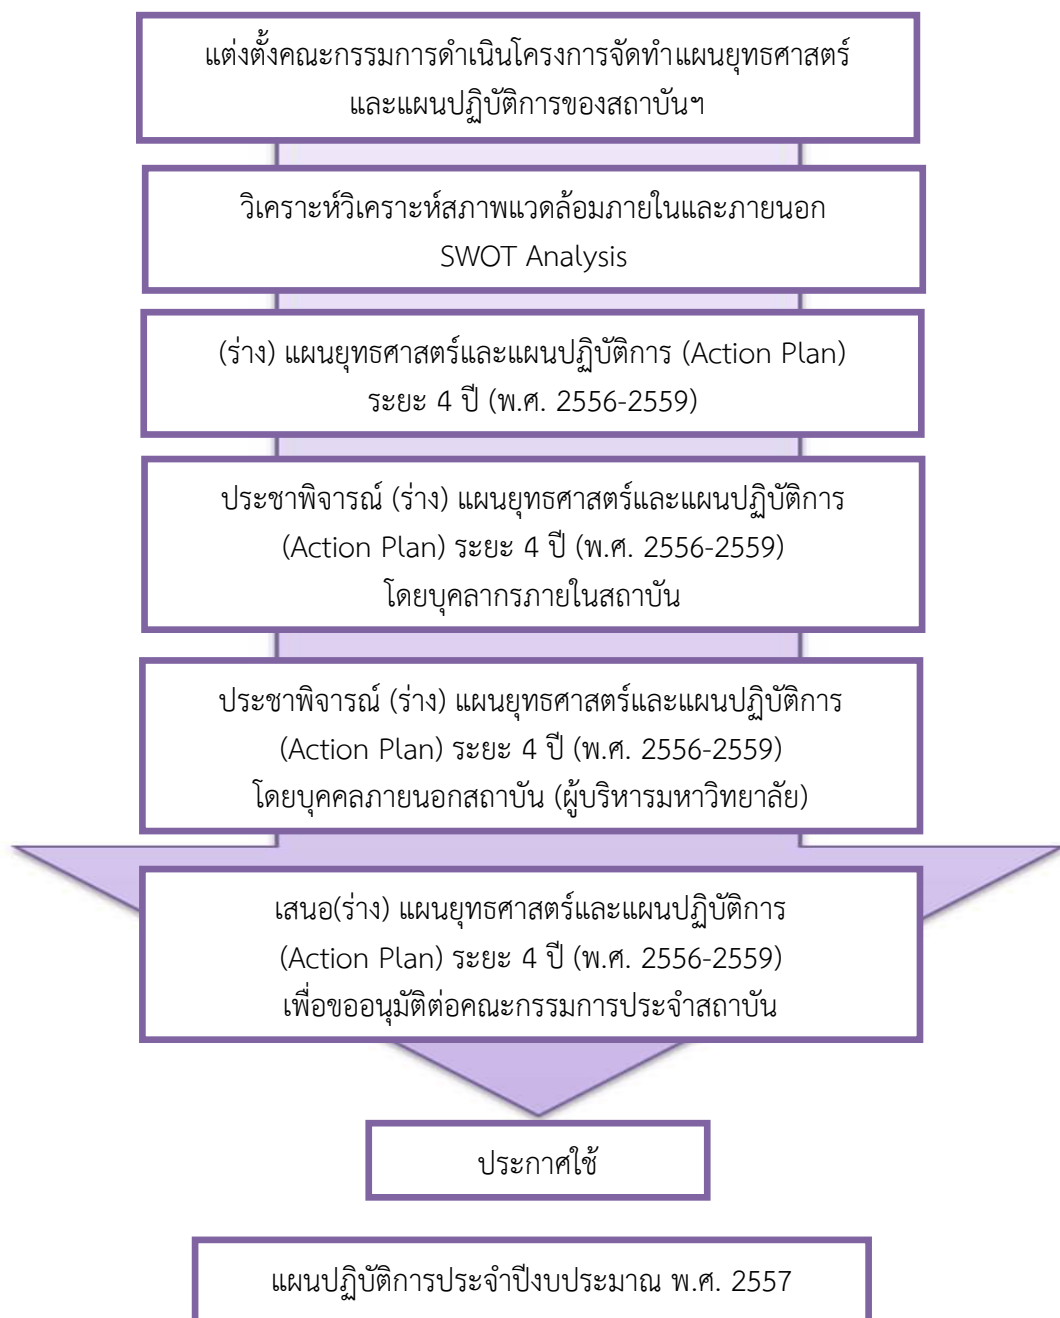 แต่งตั้งคณะกรรมการดำเนินโครงการจัดทำแผนยุทธศาสตร์
และแผนปฏิบัติการของสถาบันฯ
วิเคราะห์วิเคราะห์สภาพแวดล้อมภายในและภายนอก
SWOT Analysis
(ร่าง) แผนยุทธศาสตร์และแผนปฏิบัติการ (Action Plan)
ระยะ 4 ปี (พ.ศ. 2556-2559)
ประชาพิจารณ์ (ร่าง) แผนยุทธศาสตร์และแผนปฏิบัติการ
(Action Plan) ระยะ 4 ปี (พ.ศ. 2556-2559)
โดยบุคลากรภายในสถาบัน
ประชาพิจารณ์ (ร่าง) แผนยุทธศาสตร์และแผนปฏิบัติการ
(Action Plan) ระยะ 4 ปี (พ.ศ. 2556-2559)
โดยบุคคลภายนอกสถาบัน (ผู้บริหารมหาวิทยาลัย)
เสนอ(ร่าง) แผนยุทธศาสตร์และแผนปฏิบัติการ
(Action Plan) ระยะ 4 ปี (พ.ศ. 2556-2559)
เพื่อขออนุมัติต่อคณะกรรมการประจำสถาบัน
ประกาศใช้
แผนปฏิบัติการประจำปีงบประมาณ พ.ศ. 2557